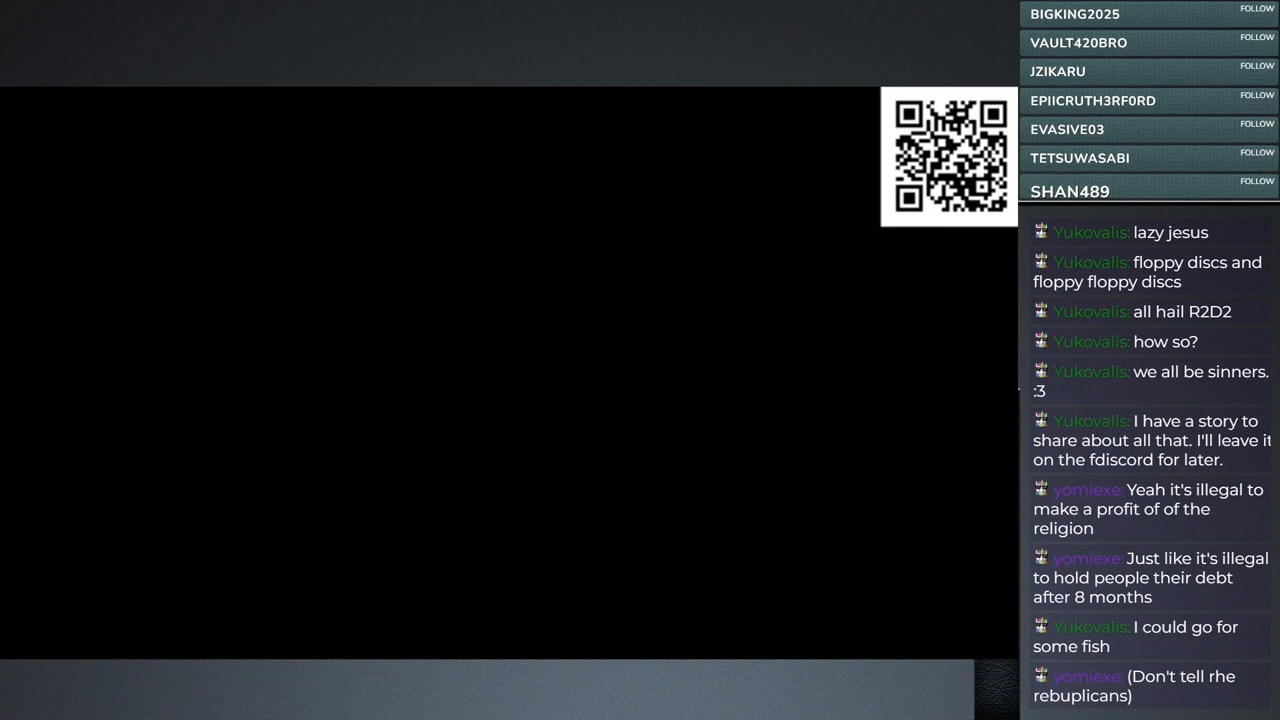 BIGKING2025
FOLLOW
VAULT420BRO
FOLLOW
JZIKARU
FOLLOW
EPIICRUTH3RF0RD
FOLLOW
EVASIVE03
FOLLOW
TETSUWASABI
FOLLOW
SHAN489
FOLLOW
Yukovalis: lazy jesus
Yukovalis: floppy discs and
floppy floppy discs
Yukovalis: all hail R2D2
Yukovalis: how so?
Yukovalis: we all be sinners.
:3
Yukovalis: I have a story to
share about all that. I'll leave it
on the fdiscord for later.
yomiexe: Yeah it's illegal to
make a profit of of the
religion
yomiexe: Just like it's illegal
to hold people their debt
after 8 months
Yukovalis: I could go for
some fish
yomiexe: (Don't tell rhe
rebuplicans)